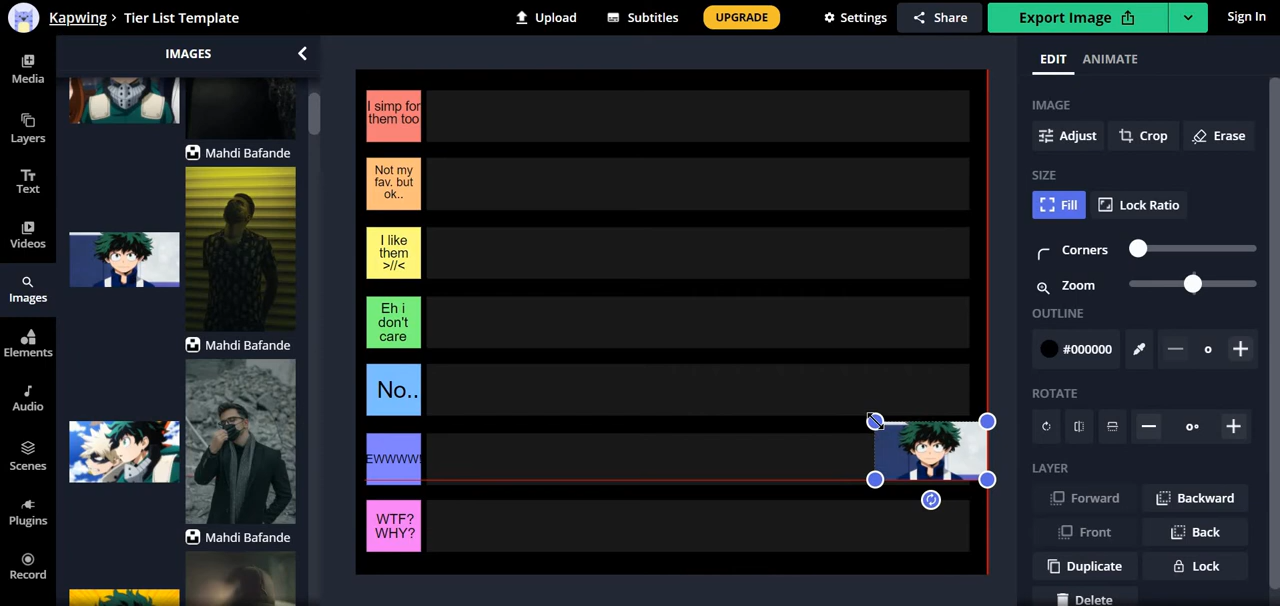 Kapwing › Tier List Template
Upload
Subtitles
UPGRADE
Settings
Share
Export Image
Sign In
Media
Layers
Text
Videos
Images
Elements
Audio
Scenes
Plugins
Record
IMAGES
Mahdi Bafande
Mahdi Bafande
Mahdi Bafande
I simp for
them too
Not my
fav. but
ok..
I like
them
>//<
Eh i
don't
care
No..
EWWWW!
WTF?
WHY?
EDIT
ANIMATE
IMAGE
Adjust
Crop
Erase
SIZE
Fill
Lock Ratio
Corners
Zoom
OUTLINE
#000000
0
ROTATE
0°
LAYER
Forward
Backward
Front
Back
Duplicate
Lock
Delete